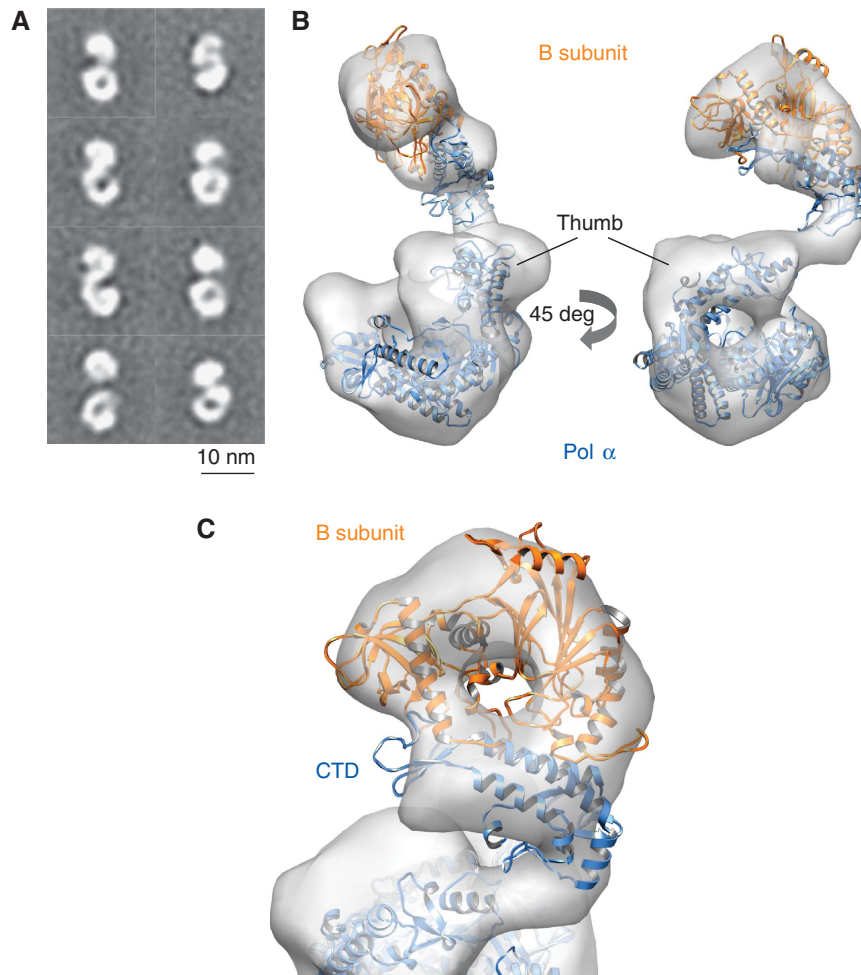 A
B
B subunit
Thumb
45 deg
10 nm
Pol α
C
B subunit
CTD